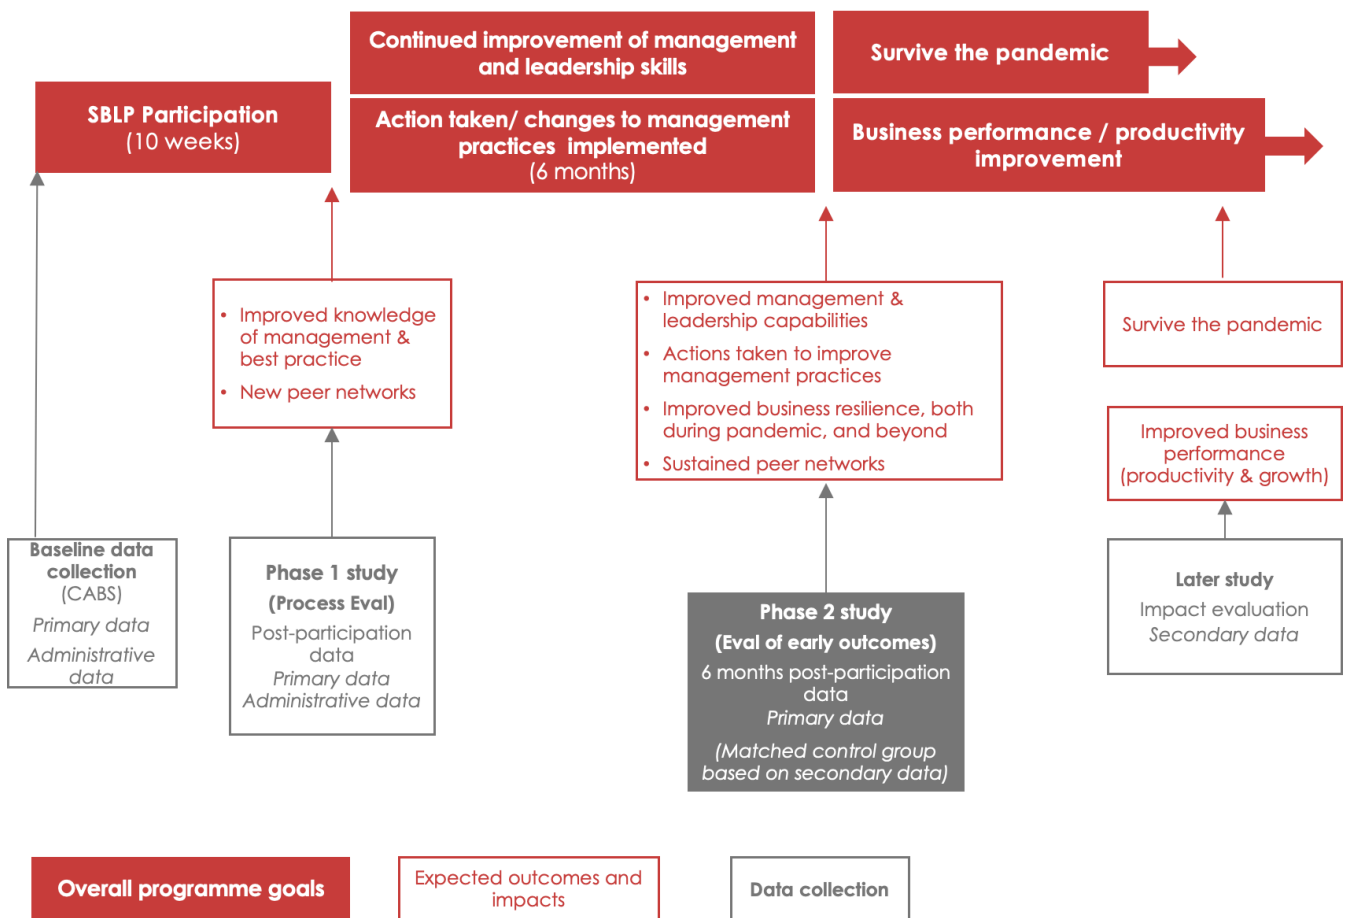 Continued improvement of management
and leadership skills
Survive the pandemic
SBLP Participation
(10 weeks)
Action taken/ changes to management
practices implemented
(6 months)
Business performance / productivity
improvement
• Improved knowledge
of management &
best practice
• New peer networks
• Improved management &
leadership capabilities
• Actions taken to improve
management practices
• Improved business resilience, both
during pandemic, and beyond
• Sustained peer networks
Survive the pandemic
Improved business
performance
(productivity & growth)
Baseline data
collection
(CABS)
Primary data
Administrative
data
Phase 1 study
(Process Eval)
Post-participation
data
Primary data
Administrative data
Phase 2 study
(Eval of early outcomes)
6 months post-participation
data
Primary data
(Matched control group
based on secondary data)
Later study
Impact evaluation
Secondary data
Overall programme goals
Expected outcomes and
impacts
Data collection